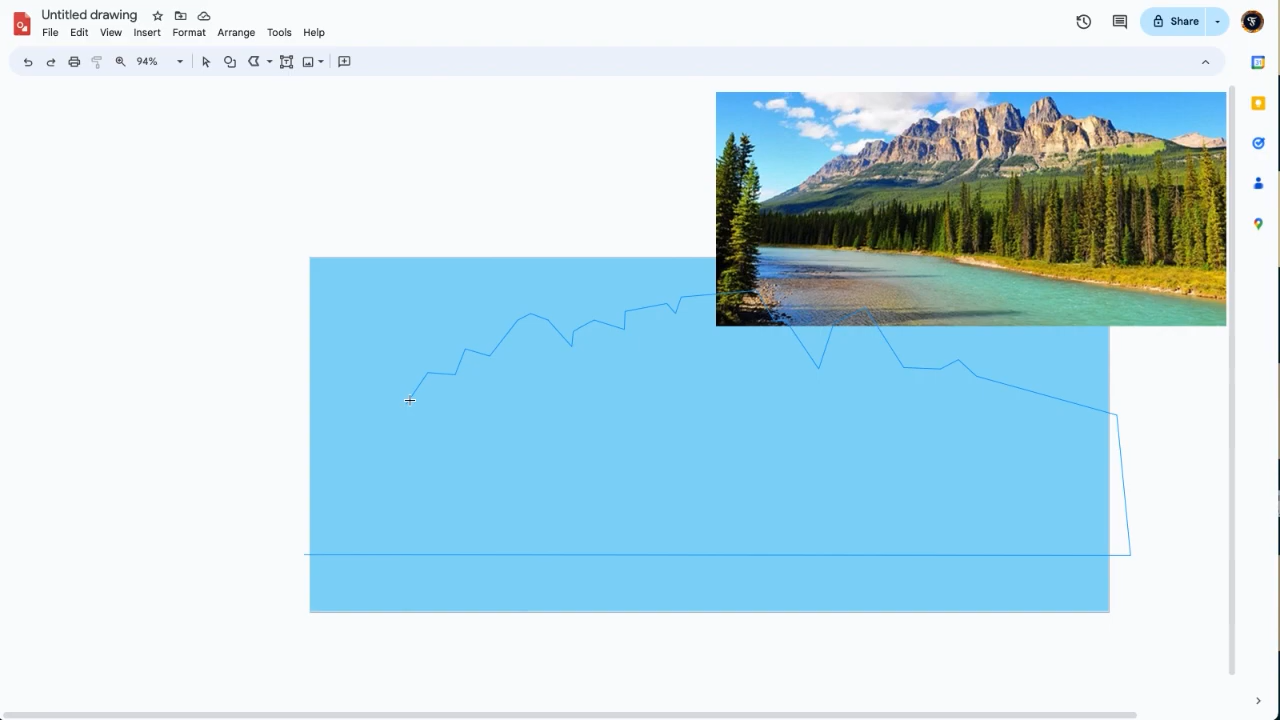 Untitled drawing
File Edit View Insert Format Arrange Tools Help
Share
94%